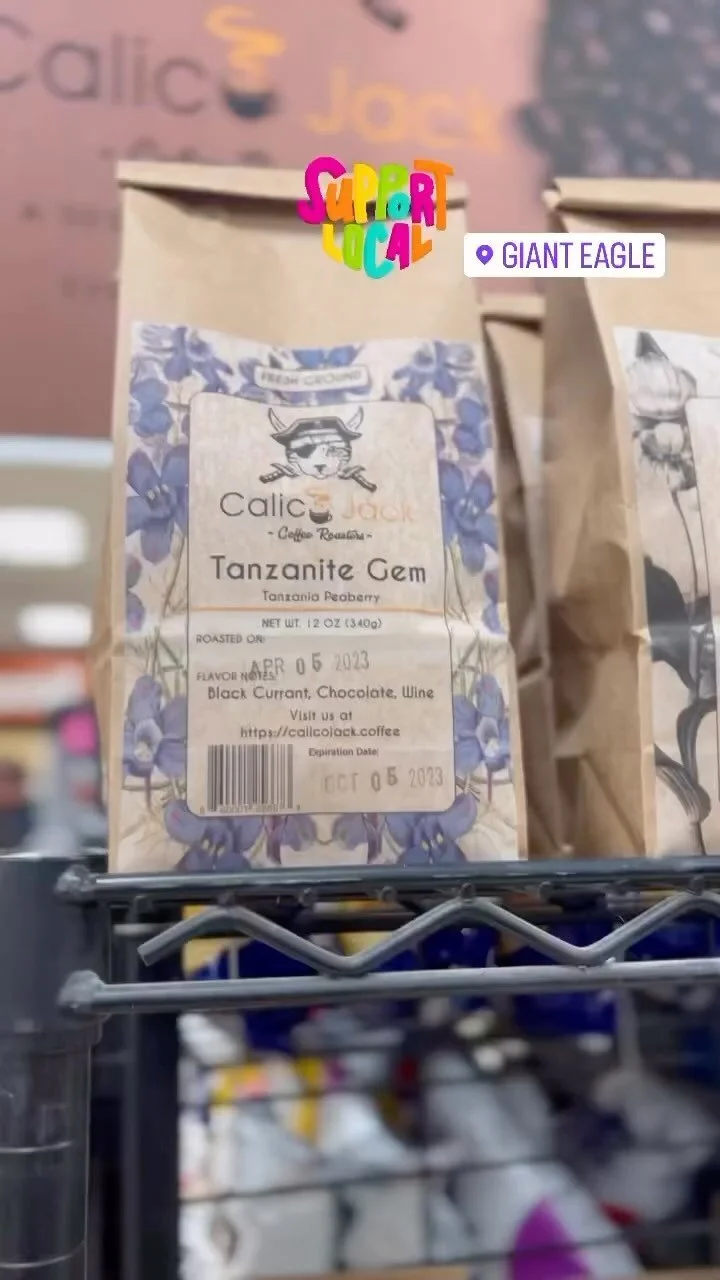 Calico
Jack
SUPPORT
LOCAL
GIANT EAGLE
FRESH GROUND
Calico Jack
- Coffee Roasters -
Tanzanite Gem
Tanzania Peaberry
NET WT. 12 OZ (340g)
ROASTED ON:
APR 05 2023
FLAVOR NOTES:
Black Currant, Chocolate, Wine
Visit us at
https://calicojack.coffee
Expiration Date:
OCT 05 2023